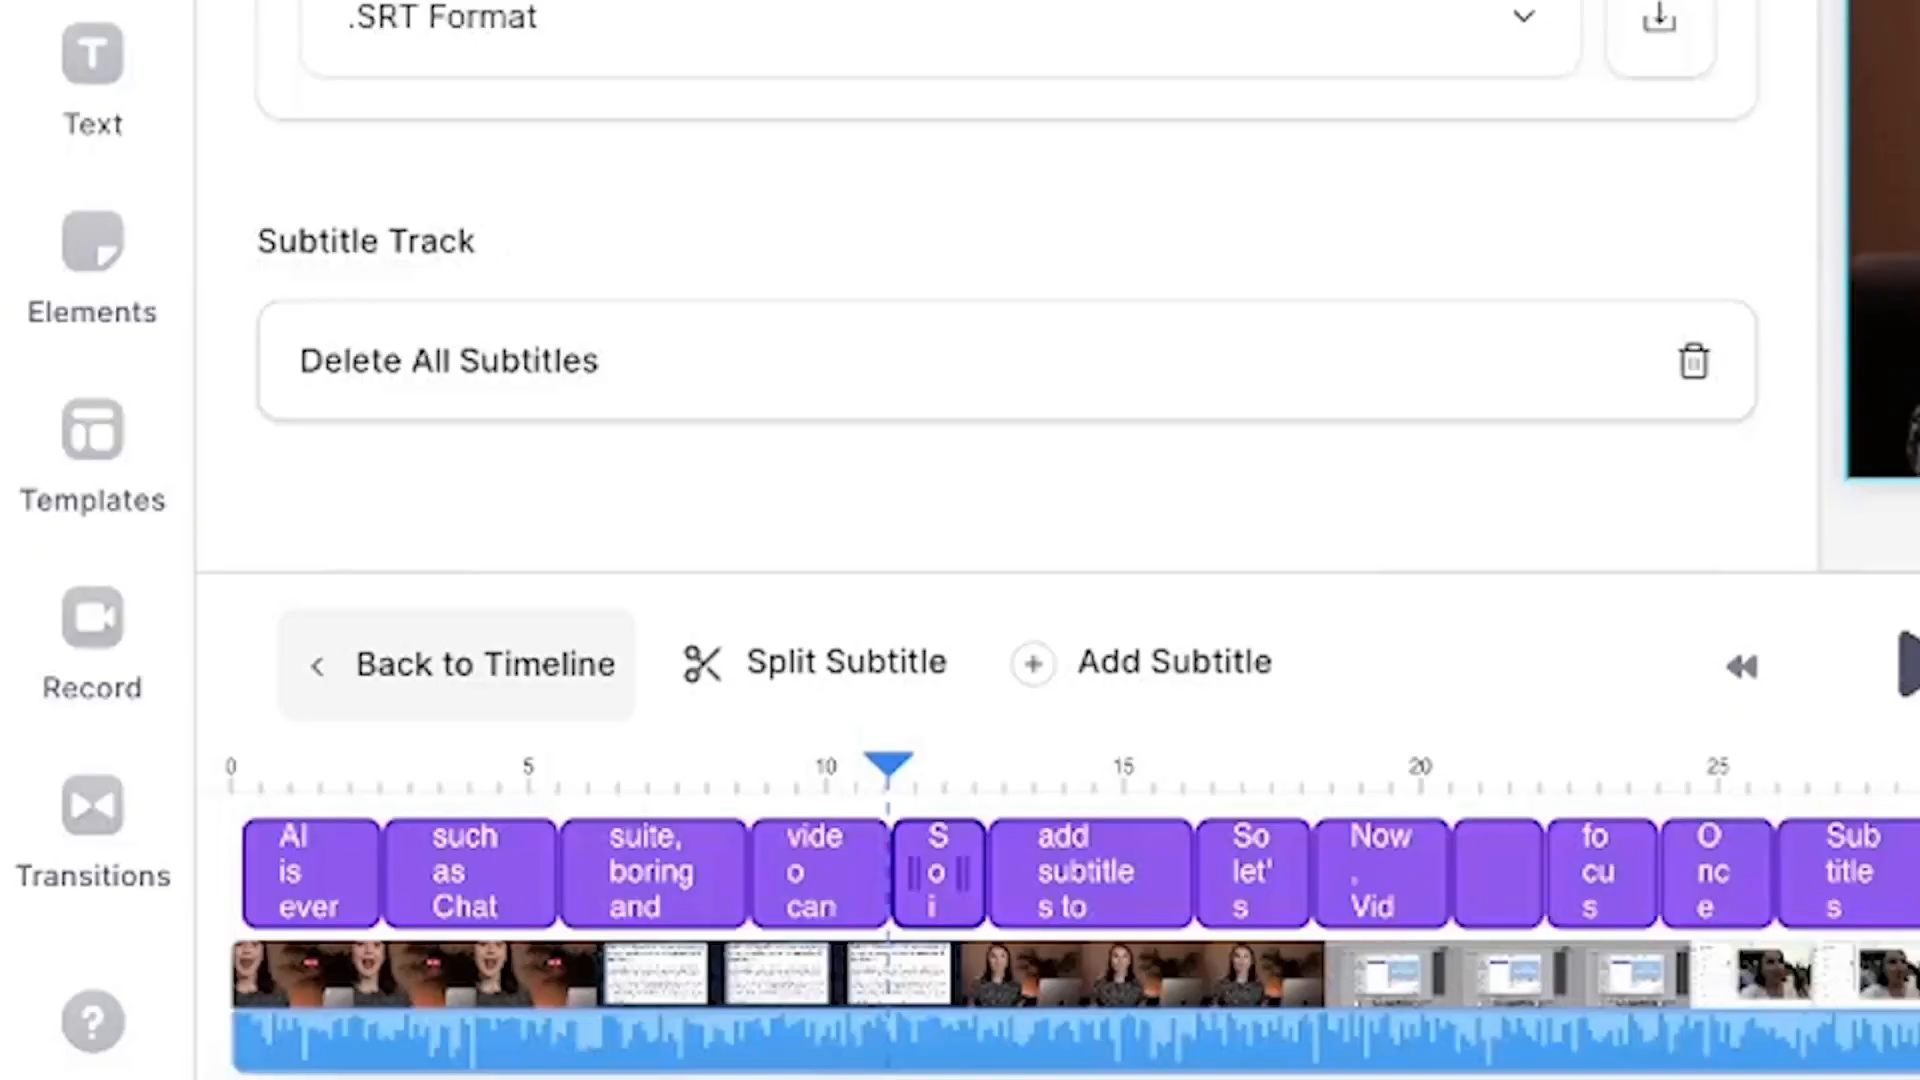 .SRT Format
Text
Subtitle Track
Elements
Delete All Subtitles
Templates
Back to Timeline
Split Subtitle
Add Subtitle
Record
0 5 10 15 20 25
Transitions
AI
is
ever
such
as
Chat
suite,
boring
and
vide
o
can
S
o
i
add
subtitle
s to
So
let'
s
Now
,
Vid
fo
cu
s
O
nc
e
Sub
title
s
?